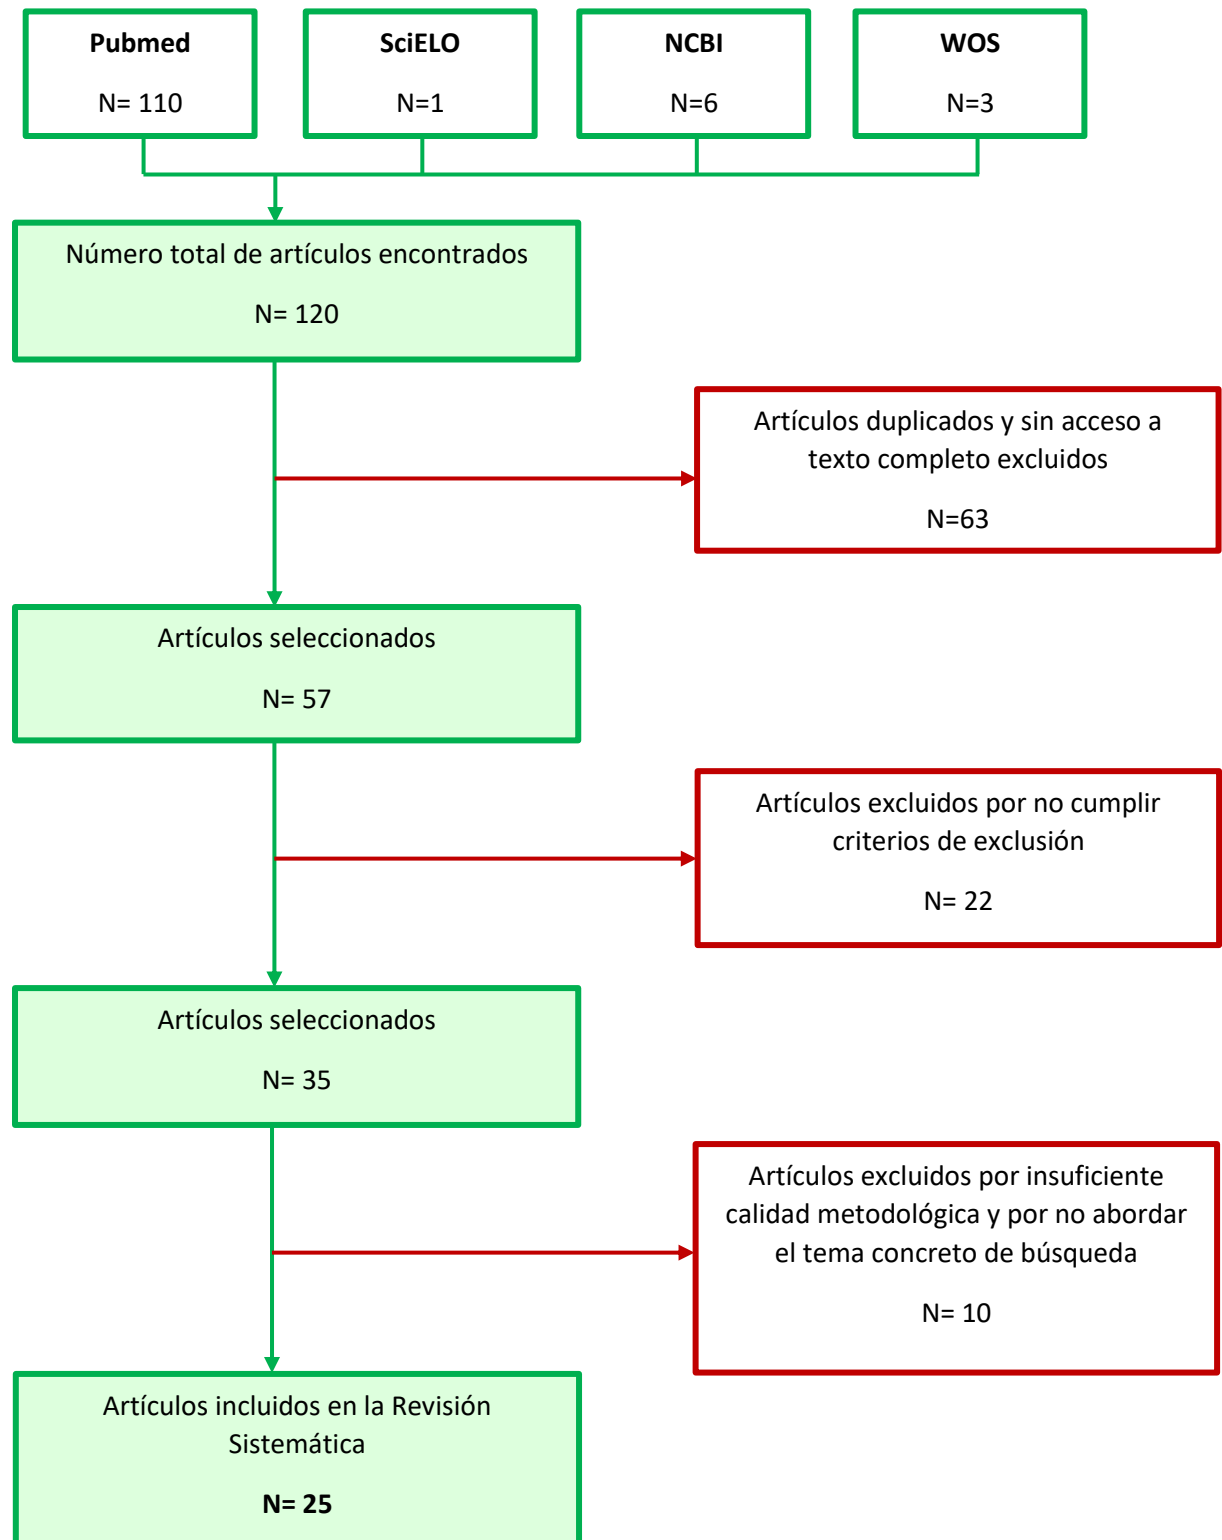 Pubmed
N= 110
SciELO
N=1
NCBI
N=6
WOS
N=3
Número total de artículos encontrados
N= 120
Artículos duplicados y sin acceso a
texto completo excluidos
N=63
Artículos seleccionados
N= 57
Artículos excluidos por no cumplir
criterios de exclusión
N= 22
Artículos seleccionados
N= 35
Artículos excluidos por insuficiente
calidad metodológica y por no abordar
el tema concreto de búsqueda
N= 10
Artículos incluidos en la Revisión
Sistemática
N= 25